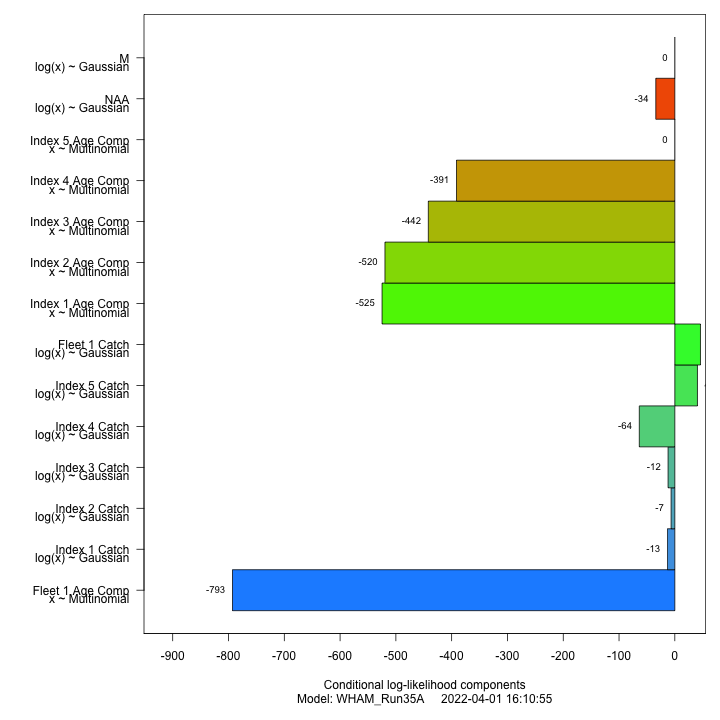 M
log(x) ~ Gaussian
0
NAA
log(x) ~ Gaussian
-34
Index 5 Age Comp
x ~ Multinomial
0
Index 4 Age Comp
x ~ Multinomial
-391
Index 3 Age Comp
x ~ Multinomial
-442
Index 2 Age Comp
x ~ Multinomial
-520
Index 1 Age Comp
x ~ Multinomial
-525
Fleet 1 Catch
log(x) ~ Gaussian
Index 5 Catch
log(x) ~ Gaussian
Index 4 Catch
log(x) ~ Gaussian
-64
Index 3 Catch
log(x) ~ Gaussian
-12
Index 2 Catch
log(x) ~ Gaussian
-7
Index 1 Catch
log(x) ~ Gaussian
-13
Fleet 1 Age Comp
x ~ Multinomial
-793
-900 -800 -700 -600 -500 -400 -300 -200 -100 0
Conditional log-likelihood components
Model: WHAM_Run35A 2022-04-01 16:10:55